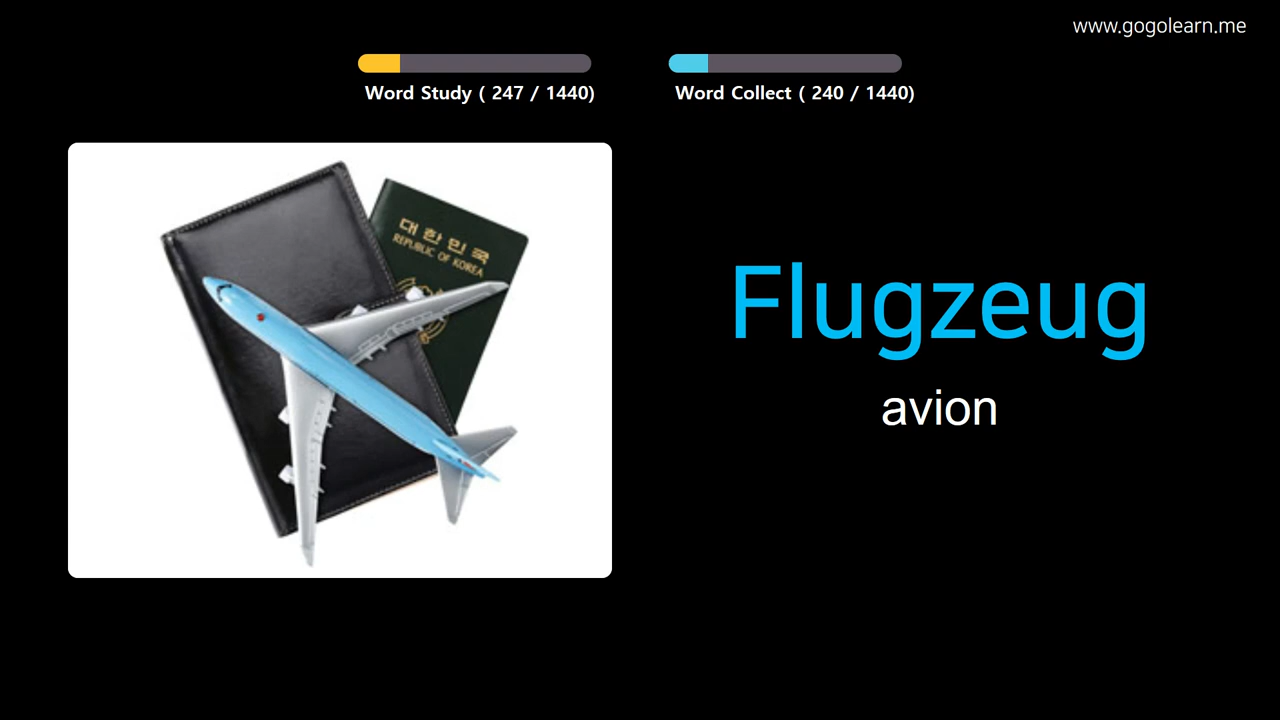 www.gogolearn.me
Word Study ( 247 / 1440)
Word Collect ( 240 / 1440)
대한민국
REPUBLIC OF KOREA
Flugzeug
avion